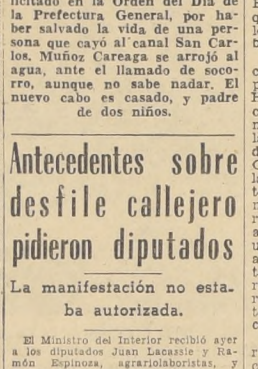 licitado en la Orden del Día de
la Prefectura General, por ha-
ber salvado la vida de una per-
sona que cayó al canal San Car-
los. Muñoz Careaga se arrojó al
agua, ante el llamado de soco-
rro, aunque no sabe nadar. El
nuevo cabo es casado, y padre
de dos niños.
Antecedentes sobre
desfile callejero
pidieron diputados
La manifestación no esta-
ba autorizada.
El Ministro del Interior recibió ayer
a los diputados Juan Lacassie y Ra-
món Espinoza, agrariolaboristas, y